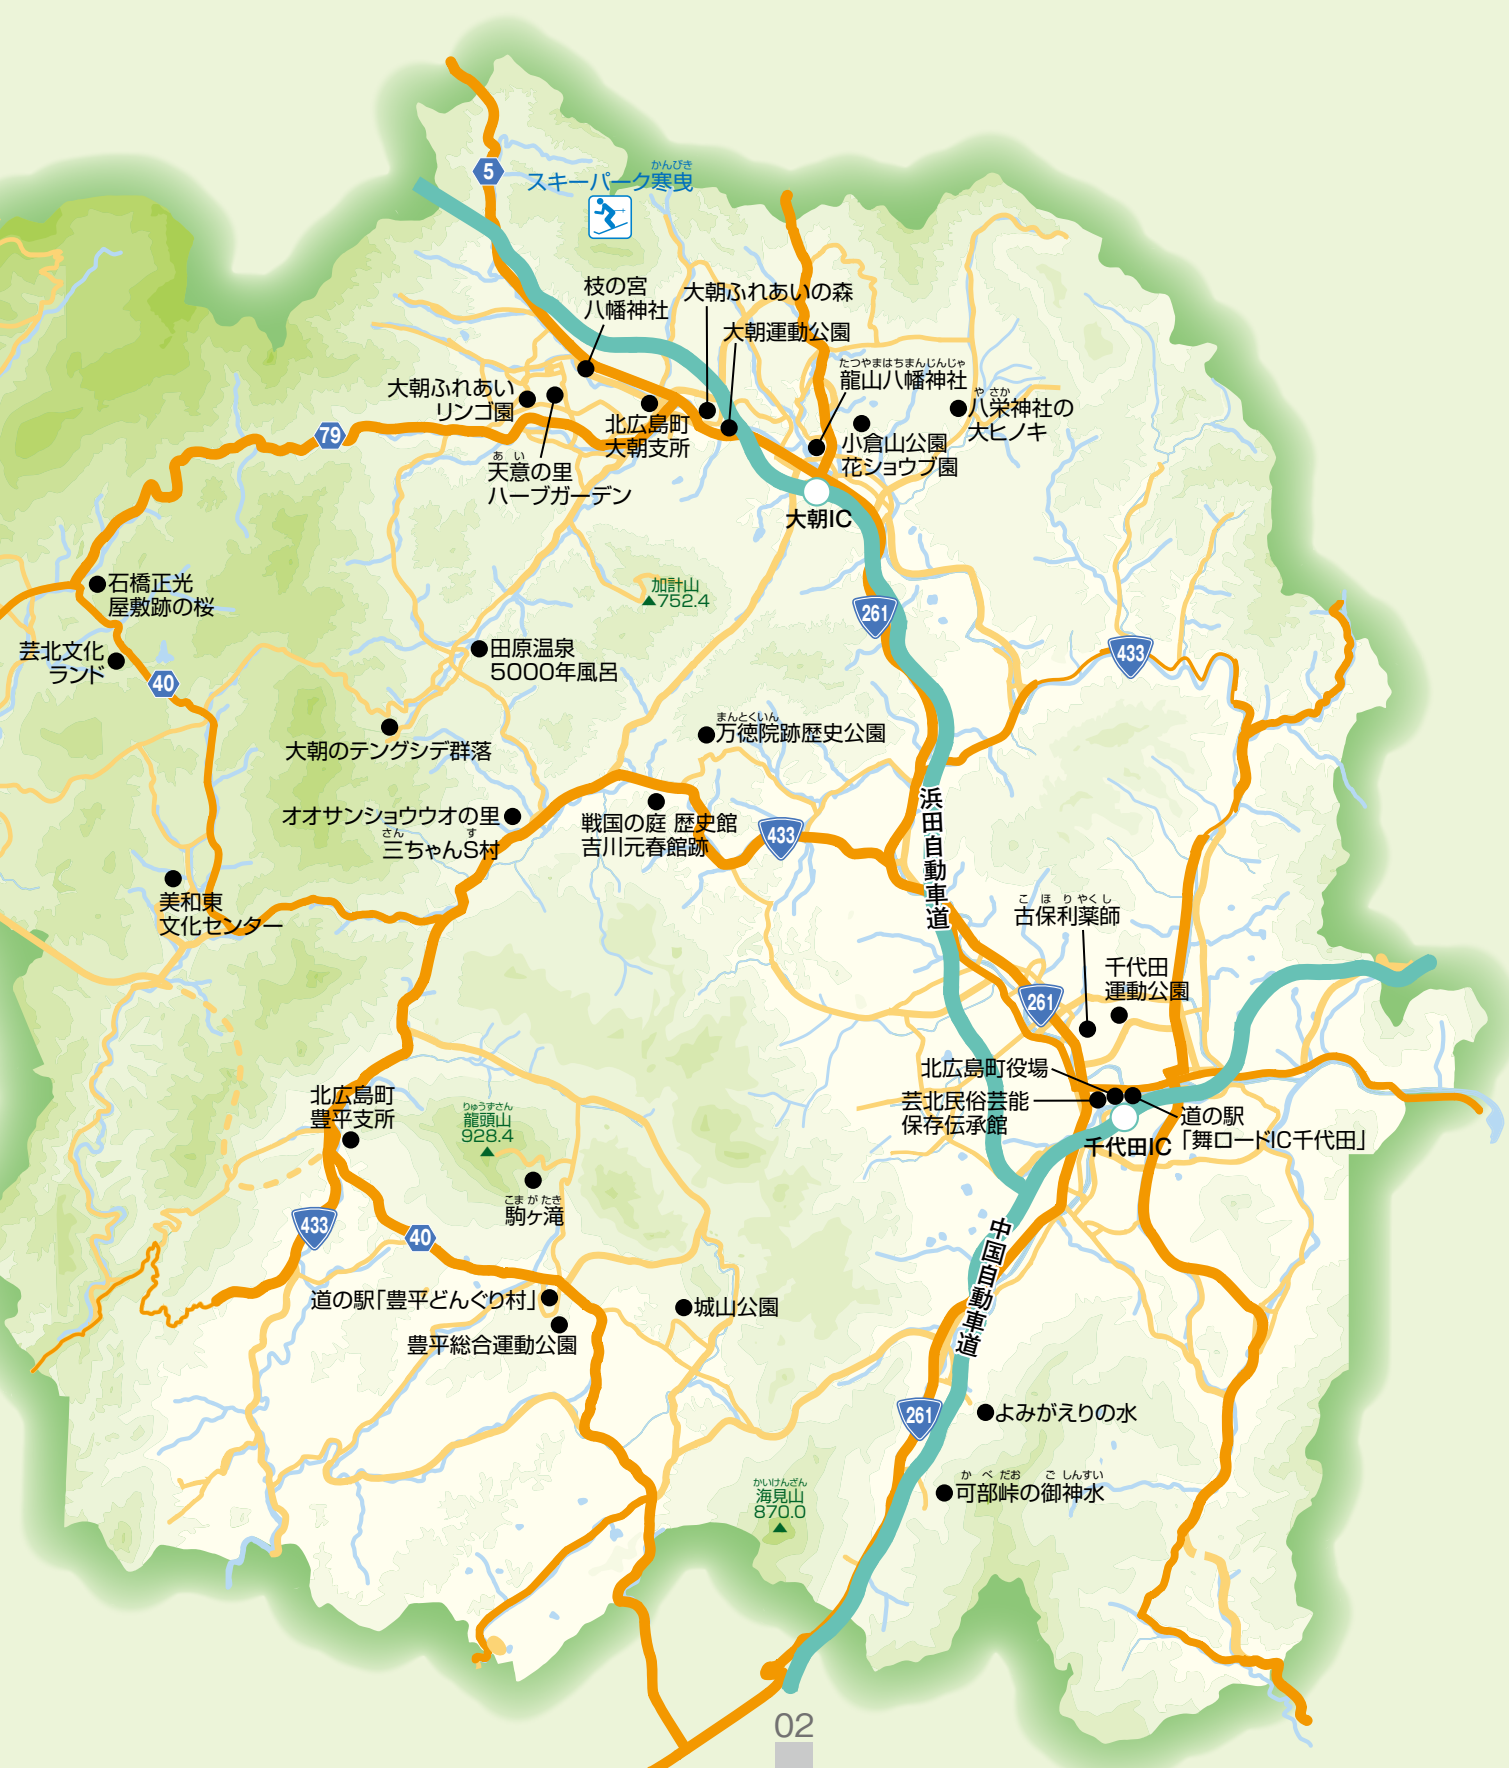 5
かんびき
スキーパーク寒曳
枝の宮
八幡神社
大朝ふれあいの森
大朝運動公園
たつやまはちまんじんじゃ
龍山八幡神社
や さか
八栄神社の
大ヒノキ
大朝ふれあい
リンゴ園
北広島町
大朝支所
小倉山公園
花ショウブ園
79
あ い
天意の里
ハーブガーデン
大朝IC
石橋正光
屋敷跡の桜
加計山
752.4
261
芸北文化
ランド
40
田原温泉
5000年風呂
433
まんとくいん
万徳院跡歴史公園
大朝のテングシデ群落
オオサンショウウオの里
さん す
三ちゃんS村
戦国の庭 歴史館
吉川元春館跡
433
浜田自動車道
美和東
文化センター
こ ほ り やくし
古保利薬師
千代田
運動公園
261
北広島町役場
芸北民俗芸能
保存伝承館
道の駅
「舞ロードIC千代田」
千代田IC
北広島町
豊平支所
りゅうずさん
龍頭山
928.4
こま が たき
駒ヶ滝
433
40
中国自動車道
道の駅「豊平どんぐり村」
城山公園
豊平総合運動公園
261
よみがえりの水
か べ だお ご しんすい
可部峠の御神水
かいけんざん
海見山
870.0
02